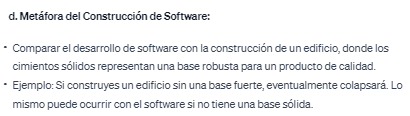 d. Metáfora del Construcción de Software:
• Comparar el desarrollo de software con la construcción de un edificio, donde los
cimientos sólidos representan una base robusta para un producto de calidad.
• Ejemplo: Si construyes un edificio sin una base fuerte, eventualmente colapsará. Lo
mismo puede ocurrir con el software si no tiene una base sólida.